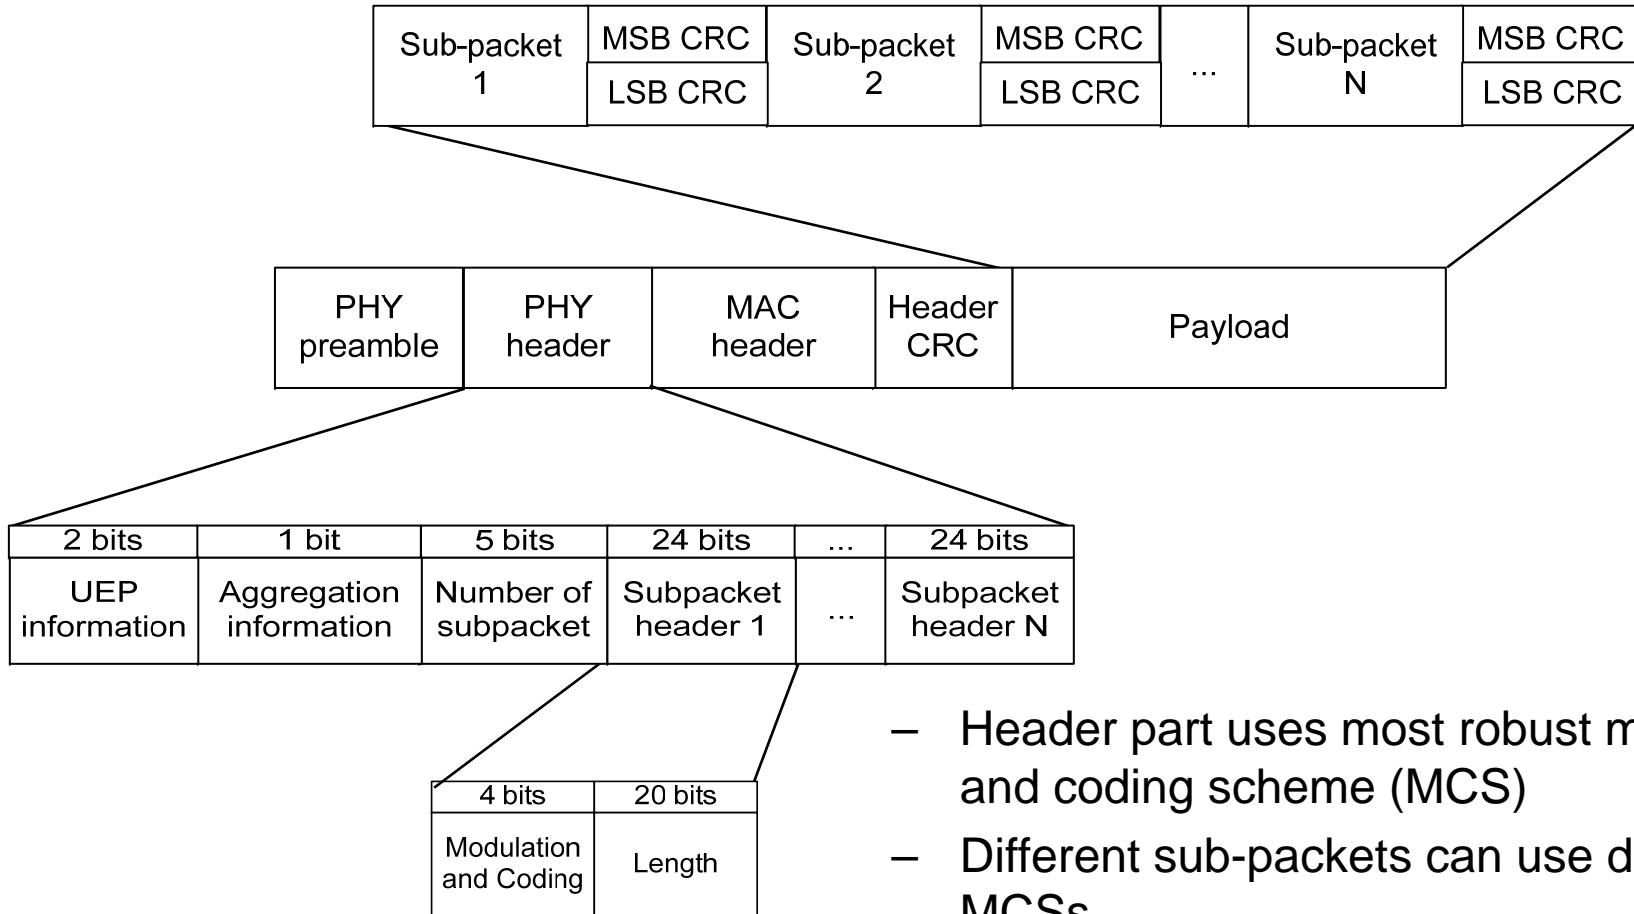 Sub-packet
1
MSB CRC
LSB CRC
Sub-packet
2
MSB CRC
LSB CRC
...
Sub-packet
N
MSB CRC
LSB CRC
PHY
preamble
PHY
header
MAC
header
Header
CRC
Payload
2 bits
1 bit
5 bits
24 bits
...
24 bits
UEP
information
Aggregation
information
Number of
subpacket
Subpacket
header 1
...
Subpacket
header N
4 bits
20 bits
Modulation
and Coding
Length
– Header part uses most robust
and coding scheme (MCS)
– Different sub-packets can use
MCSs